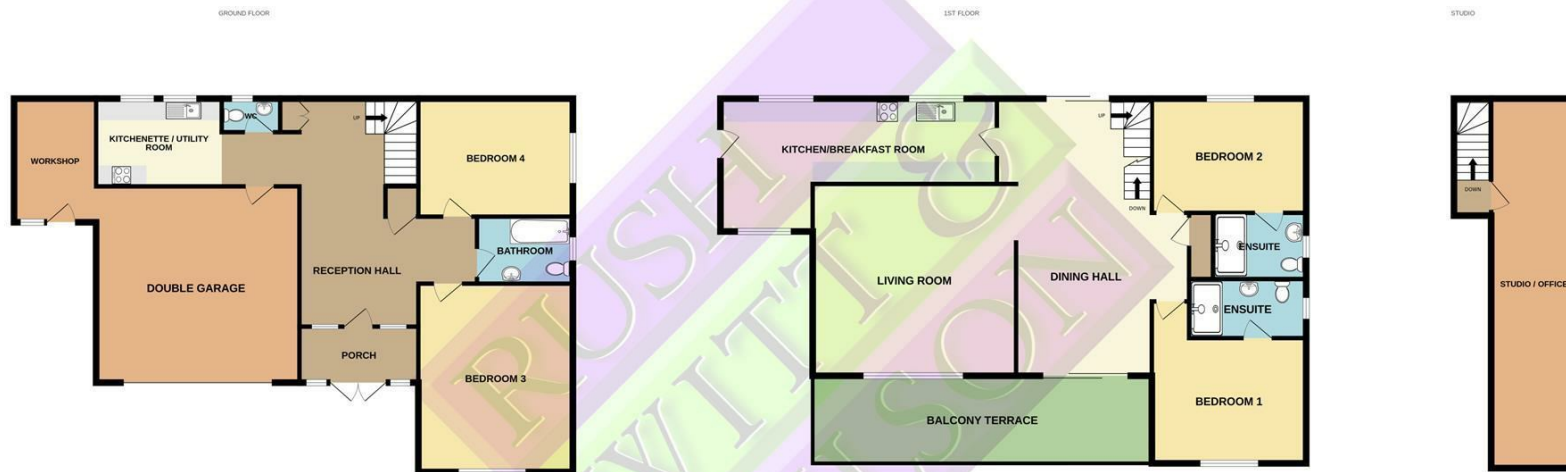 GROUND FLOOR
1ST FLOOR
STUDIO
WORKSHOP
KITCHENETTE / UTILITY
ROOM
WC
UP
BEDROOM 4
BATHROOM
RECEPTION HALL
DOUBLE GARAGE
PORCH
BEDROOM 3
KITCHEN/BREAKFAST ROOM
UP
DOWN
BEDROOM 2
ENSUITE
LIVING ROOM
DINING HALL
ENSUITE
BEDROOM 1
BALCONY TERRACE
DOWN
STUDIO / OFFICE
RUSH
WITT &